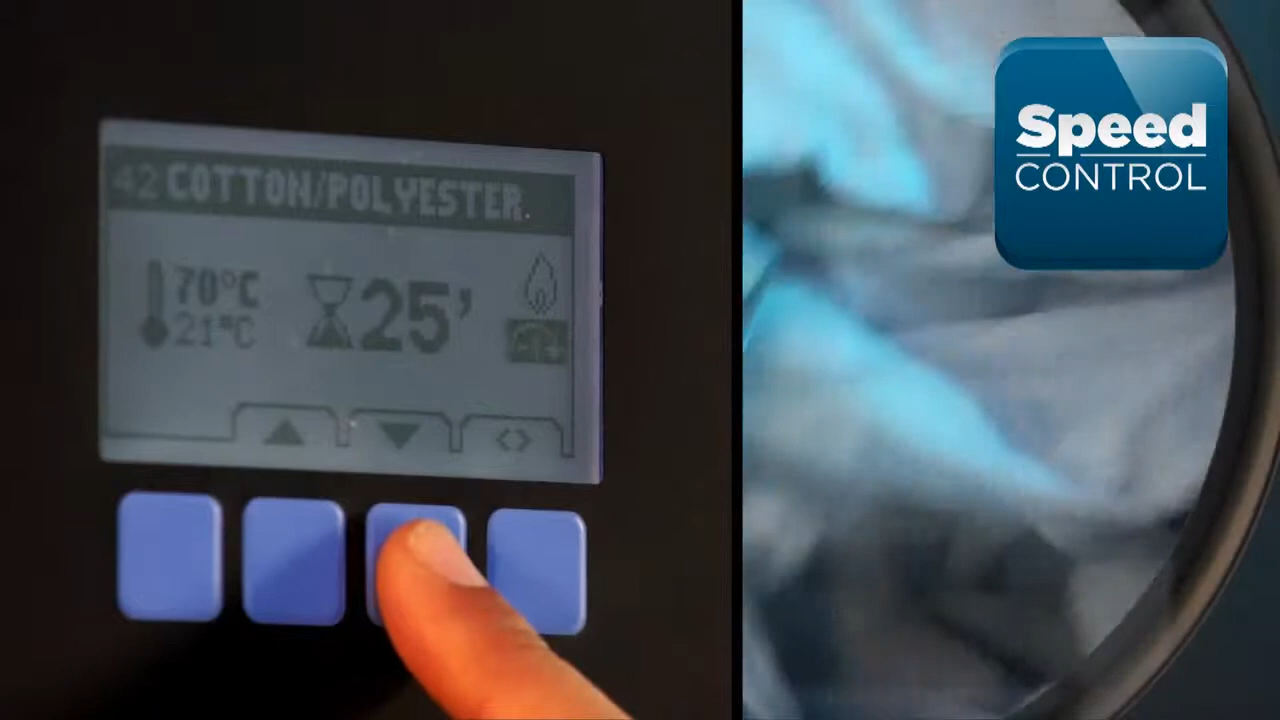 42 COTTON/POLYESTER.
70°C
21°C
25'
Speed
CONTROL